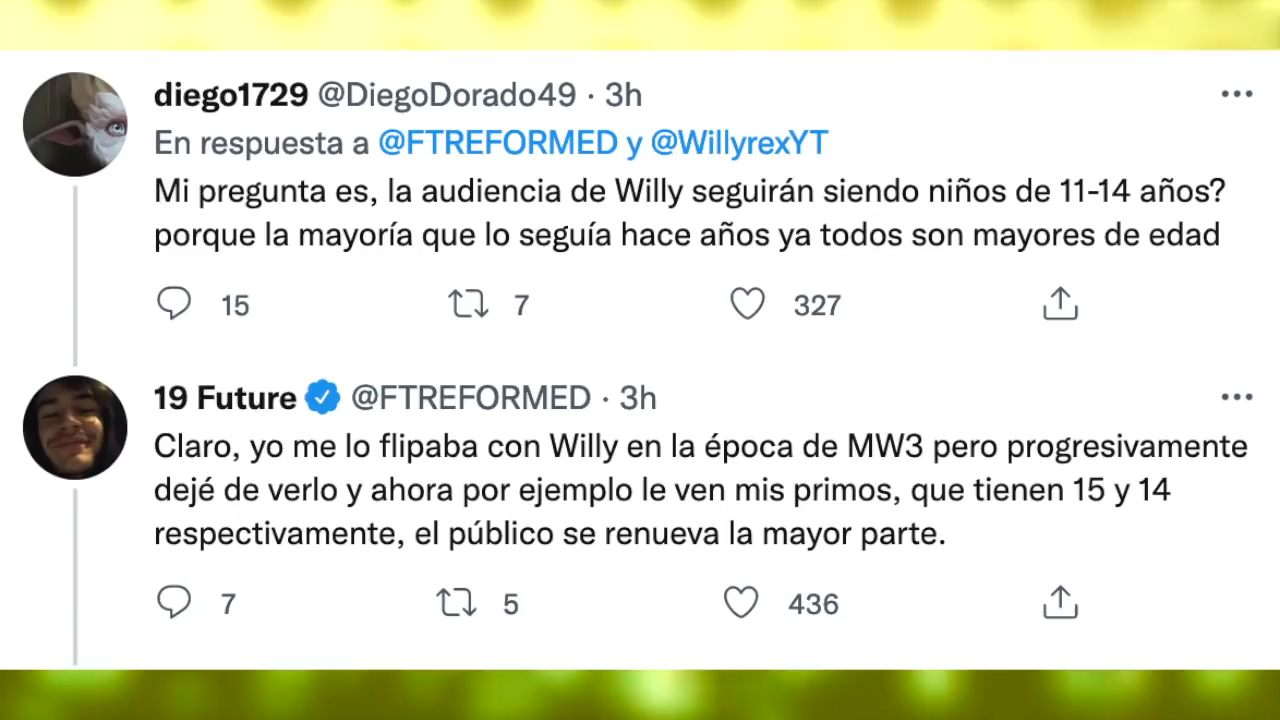 diego1729 @DiegoDorado49 · 3h
En respuesta a @FTREFORMED y @WillyrexYT
Mi pregunta es, la audiencia de Willy seguirán siendo niños de 11-14 años?
porque la mayoría que lo seguía hace años ya todos son mayores de edad
15 7 327
19 Future @FTREFORMED · 3h
Claro, yo me lo flipaba con Willy en la época de MW3 pero progresivamente
dejé de verlo y ahora por ejemplo le ven mis primos, que tienen 15 y 14
respectivamente, el público se renueva la mayor parte.
7 5 436